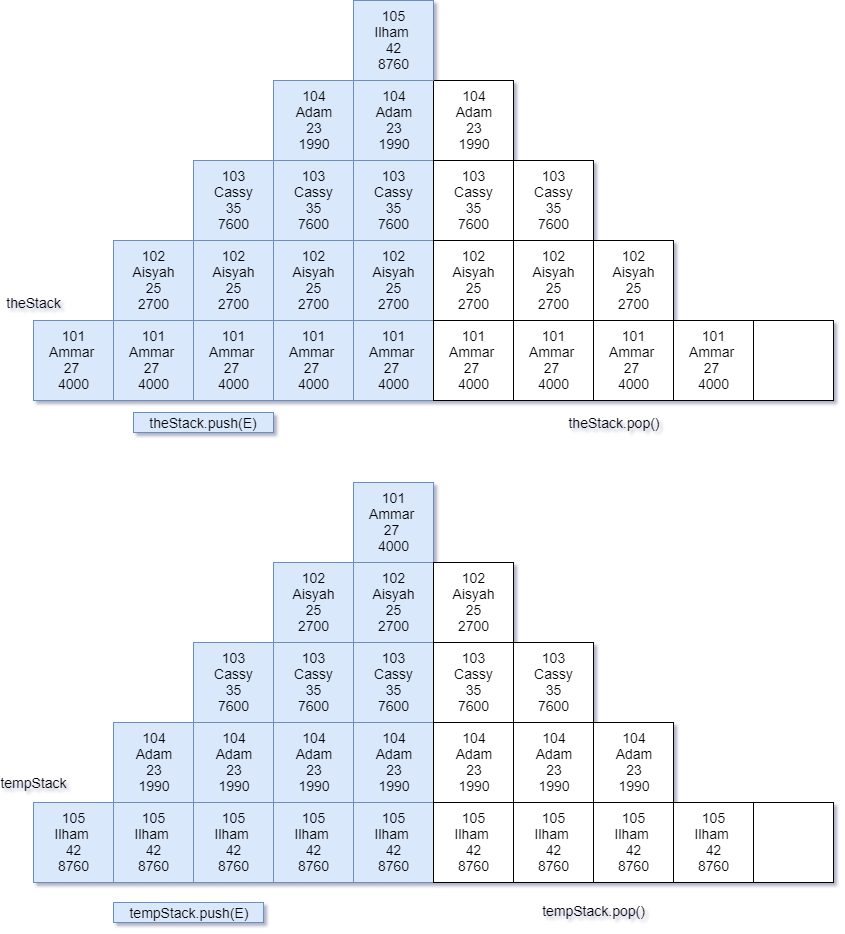 105
Ilham
42
8760
104 104 104
Adam Adam Adam
23 23 23
1990 1990 1990
103 103 103 103 103
Cassy Cassy Cassy Cassy Cassy
35 35 35 35 35
7600 7600 7600 7600 7600
102 102 102 102 102 102 102
Aisyah Aisyah Aisyah Aisyah Aisyah Aisyah Aisyah
25 25 25 25 25 25 25
2700 2700 2700 2700 2700 2700 2700
theStack
101 101 101 101 101 101 101 101 101
Ammar Ammar Ammar Ammar Ammar Ammar Ammar Ammar Ammar
27 27 27 27 27 27 27 27 27
4000 4000 4000 4000 4000 4000 4000 4000 4000
theStack.push(E) theStack.pop()
101
Ammar
27
4000
102 102 102
Aisyah Aisyah Aisyah
25 25 25
2700 2700 2700
103 103 103 103 103
Cassy Cassy Cassy Cassy Cassy
35 35 35 35 35
7600 7600 7600 7600 7600
104 104 104 104 104 104 104
Adam Adam Adam Adam Adam Adam Adam
23 23 23 23 23 23 23
1990 1990 1990 1990 1990 1990 1990
tempStack
105 105 105 105 105 105 105 105 105
Ilham Ilham Ilham Ilham Ilham Ilham Ilham Ilham Ilham
42 42 42 42 42 42 42 42 42
8760 8760 8760 8760 8760 8760 8760 8760 8760
tempStack.push(E) tempStack.pop()